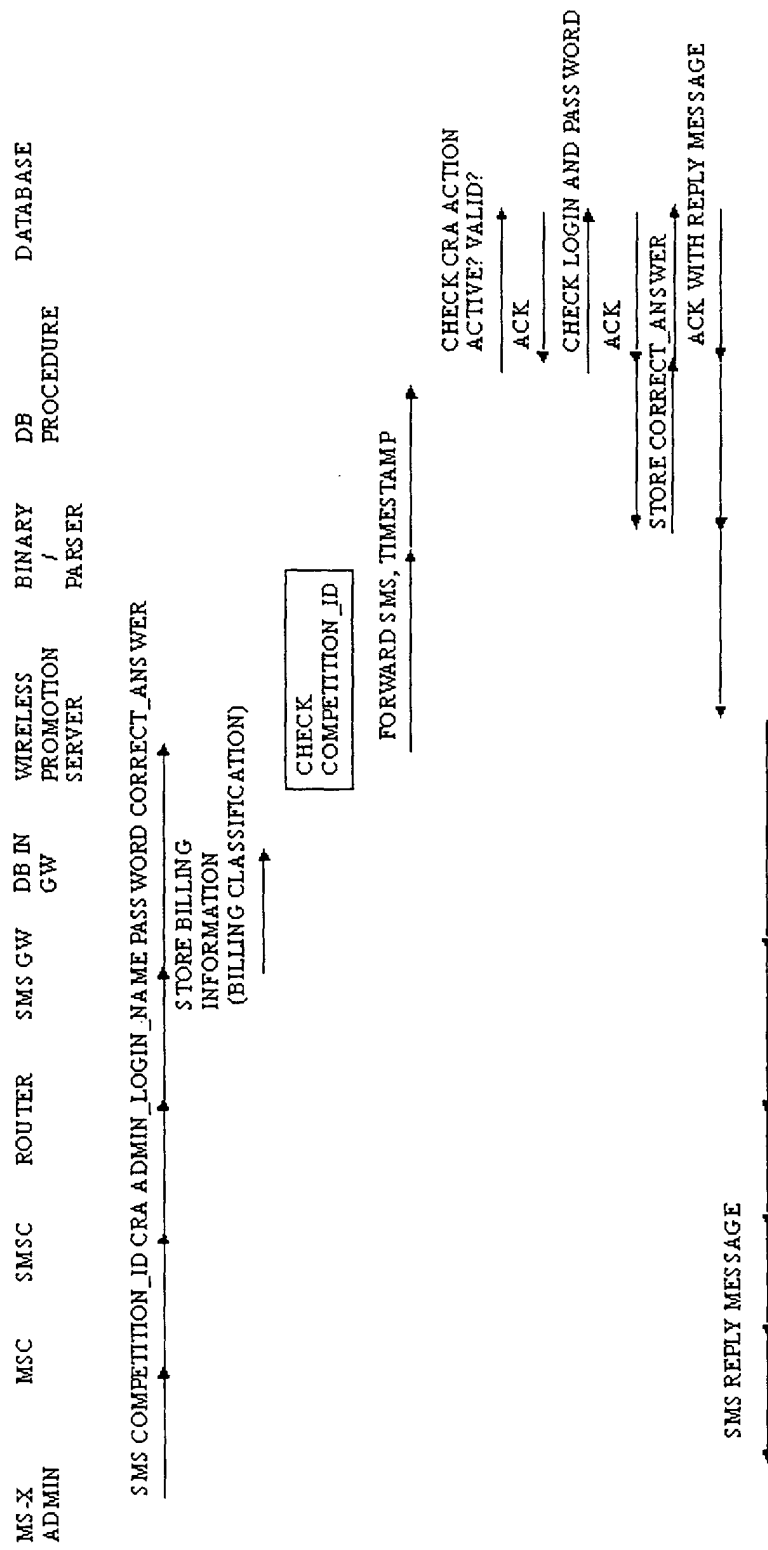 MS-X
ADMIN
MSC
SMSC
ROUTER
SMS GW
DB IN
GW
WIRELESS
PROMOTION
SERVER
BINARY
/
PARSER
DB
PROCEDURE
DATABASE
SMS COMPETITION_ID CRA ADMIN_LOGIN_NAME PASSWORD CORRECT_ANSWER
STORE BILLING
INFORMATION
(BILLING CLASSIFICATION)
CHECK
COMPETITION_ID
FORWARD SMS, TIMESTAMP
CHECK CRA ACTION
ACTIVE? VALID?
ACK
CHECK LOGIN AND PASSWORD
ACK
STORE CORRECT_ANSWER
ACK WITH REPLY MESSAGE
SMS REPLY MESSAGE